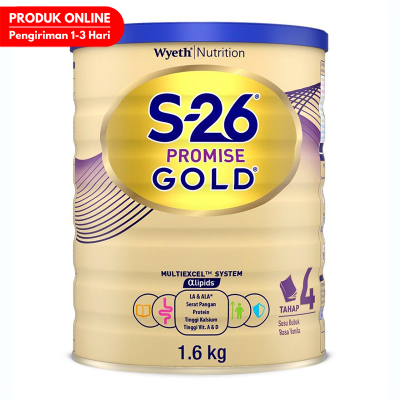 PRODUK ONLINE
Pengiriman 1-3 Hari
Wyeth® | Nutrition
S-26®
PROMISE
GOLD®
MULTIEXCEL™ SYSTEM
αlipids
LA & ALA*
Serat Pangan
Protein
Tinggi Kalsium
Tinggi Vit. A & D
4
TAHAP
Susu Bubuk
Rasa Vanila
1.6 kg